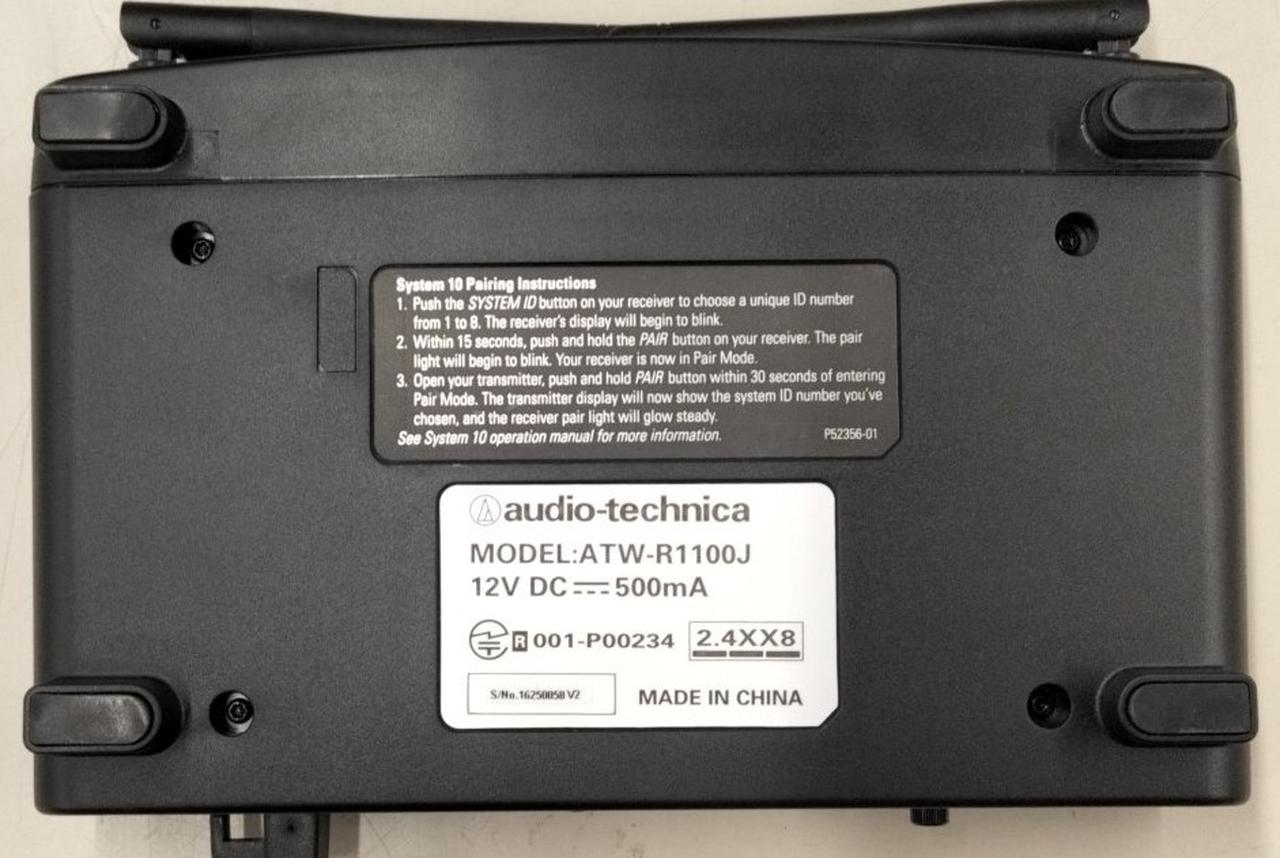 System 10 Pairing Instructions
1. Push the SYSTEM ID button on your receiver to choose a unique ID number
from 1 to 8. The receiver's display will begin to blink.
2. Within 15 seconds, push and hold the PAIR button on your receiver. The pair
light will begin to blink. Your receiver is now in Pair Mode.
3. Open your transmitter, push and hold PAIR button within 30 seconds of entering
Pair Mode. The transmitter display will now show the system ID number you've
chosen, and the receiver pair light will glow steady.
See System 10 operation manual for more information.
P52356-01
audio-technica
MODEL:ATW-R1100J
12V DC 500mA
R 001-P00234
2.4XX8
S/No. V2
MADE IN CHINA